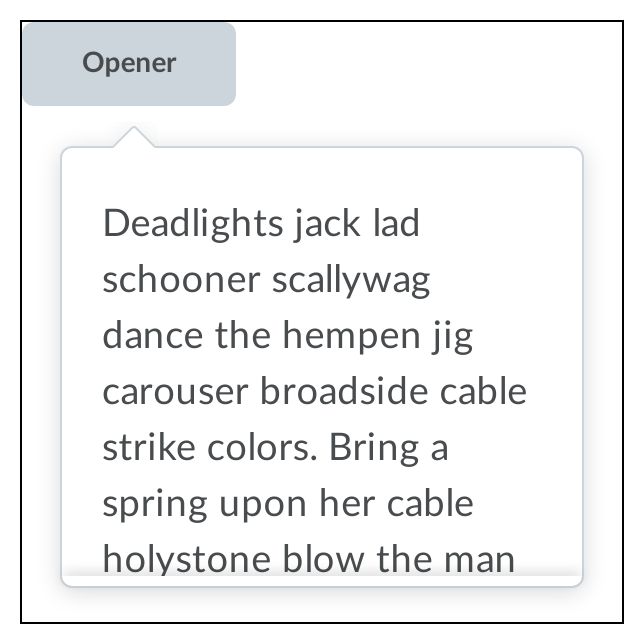 Opener
Deadlights jack lad
schooner scallywag
dance the hempen jig
carouser broadside cable
strike colors. Bring a
spring upon her cable
holystone blow the man